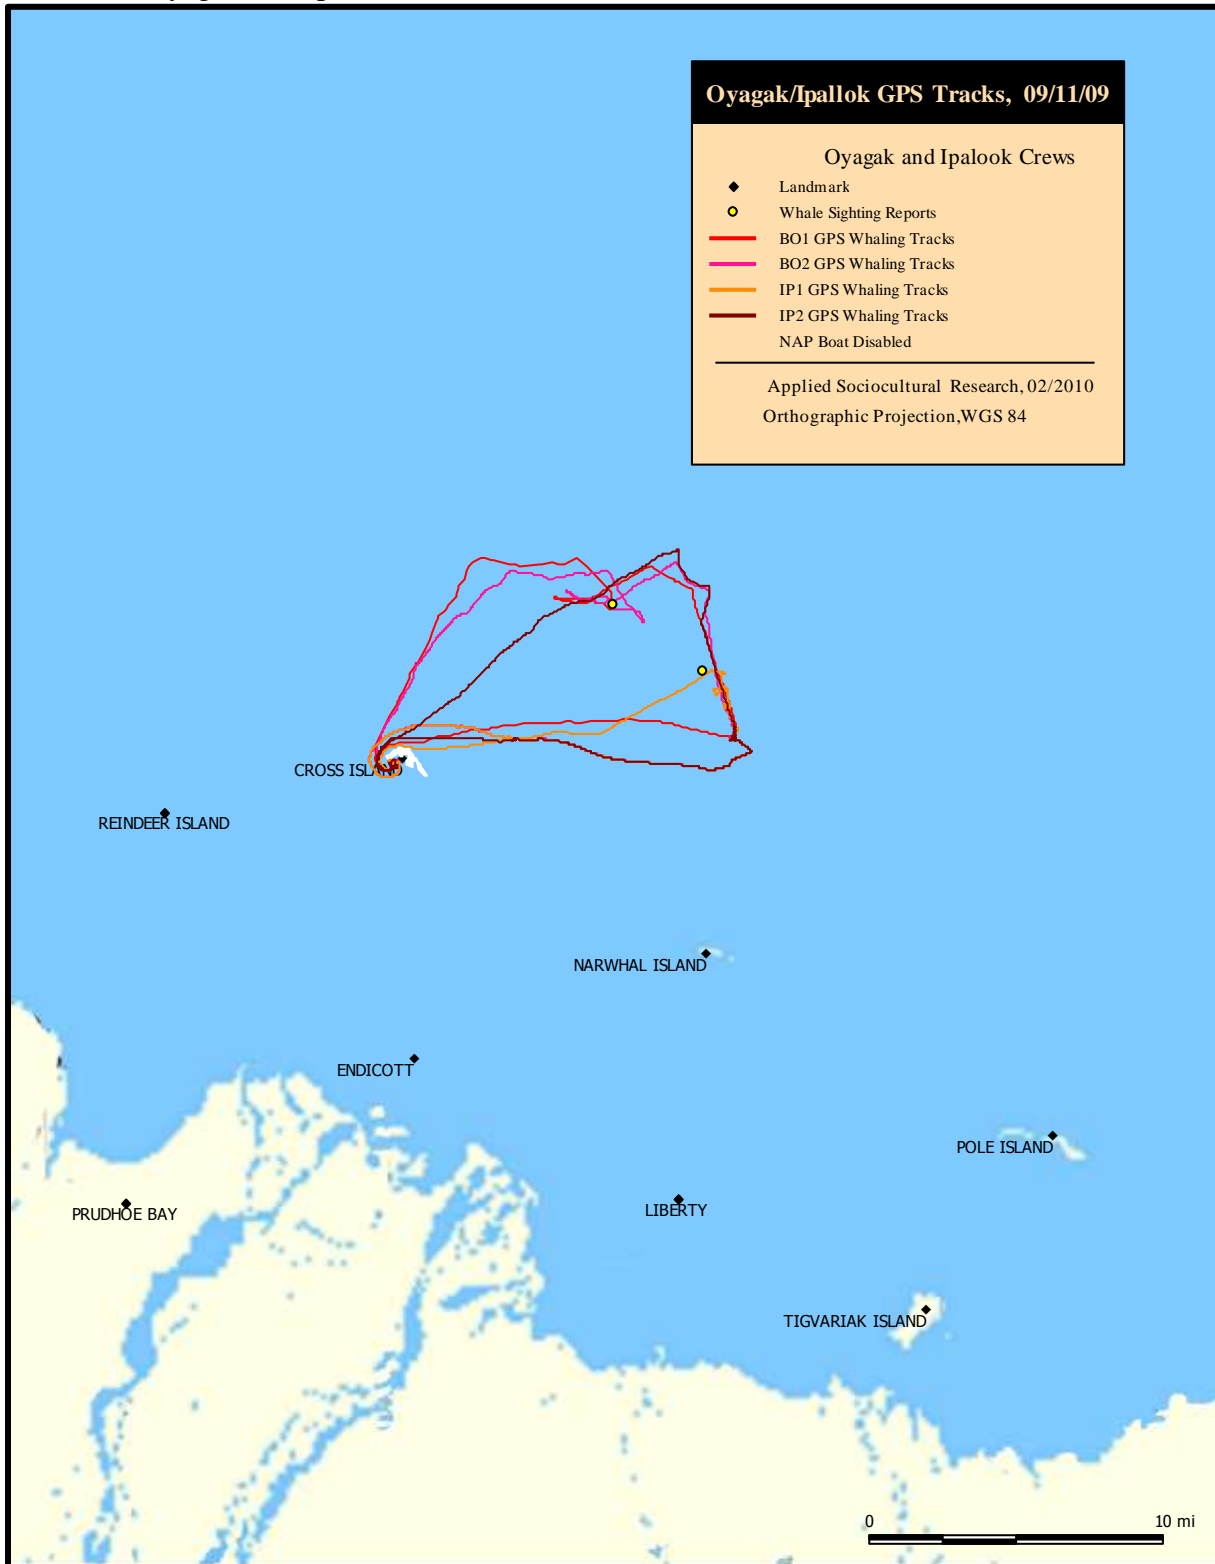 Oyagak/Ipallok GPS Tracks, 09/11/09
Oyagak and Ipalook Crews
Landmark
Whale Sighting Reports
BO1 GPS Whaling Tracks
BO2 GPS Whaling Tracks
IP1 GPS Whaling Tracks
IP2 GPS Whaling Tracks
NAP Boat Disabled
Applied Sociocultural Research, 02/2010
Orthographic Projection,WGS 84
CROSS ISLAND
REINDEER ISLAND
NARWHAL ISLAND
ENDICOTT
POLE ISLAND
PRUDHOE BAY
LIBERTY
TIGVARIAK ISLAND
0 10 mi